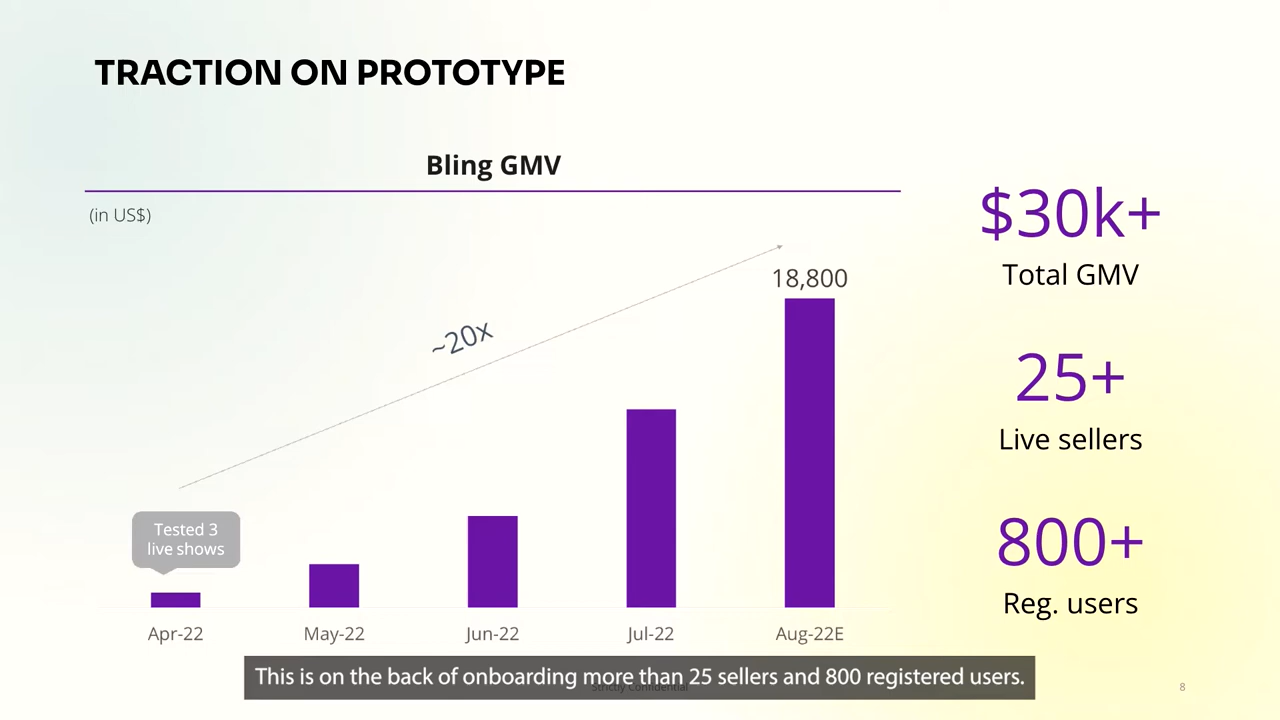 TRACTION ON PROTOTYPE
Bling GMV
(in US$)
~20x
18,800
Tested 3
live shows
Apr-22
May-22
Jun-22
Jul-22
Aug-22E
$30k+
Total GMV
25+
Live sellers
800+
Reg. users
This is on the back of onboarding more than 25 sellers and 800 registered users.
Strictly Confidential
8